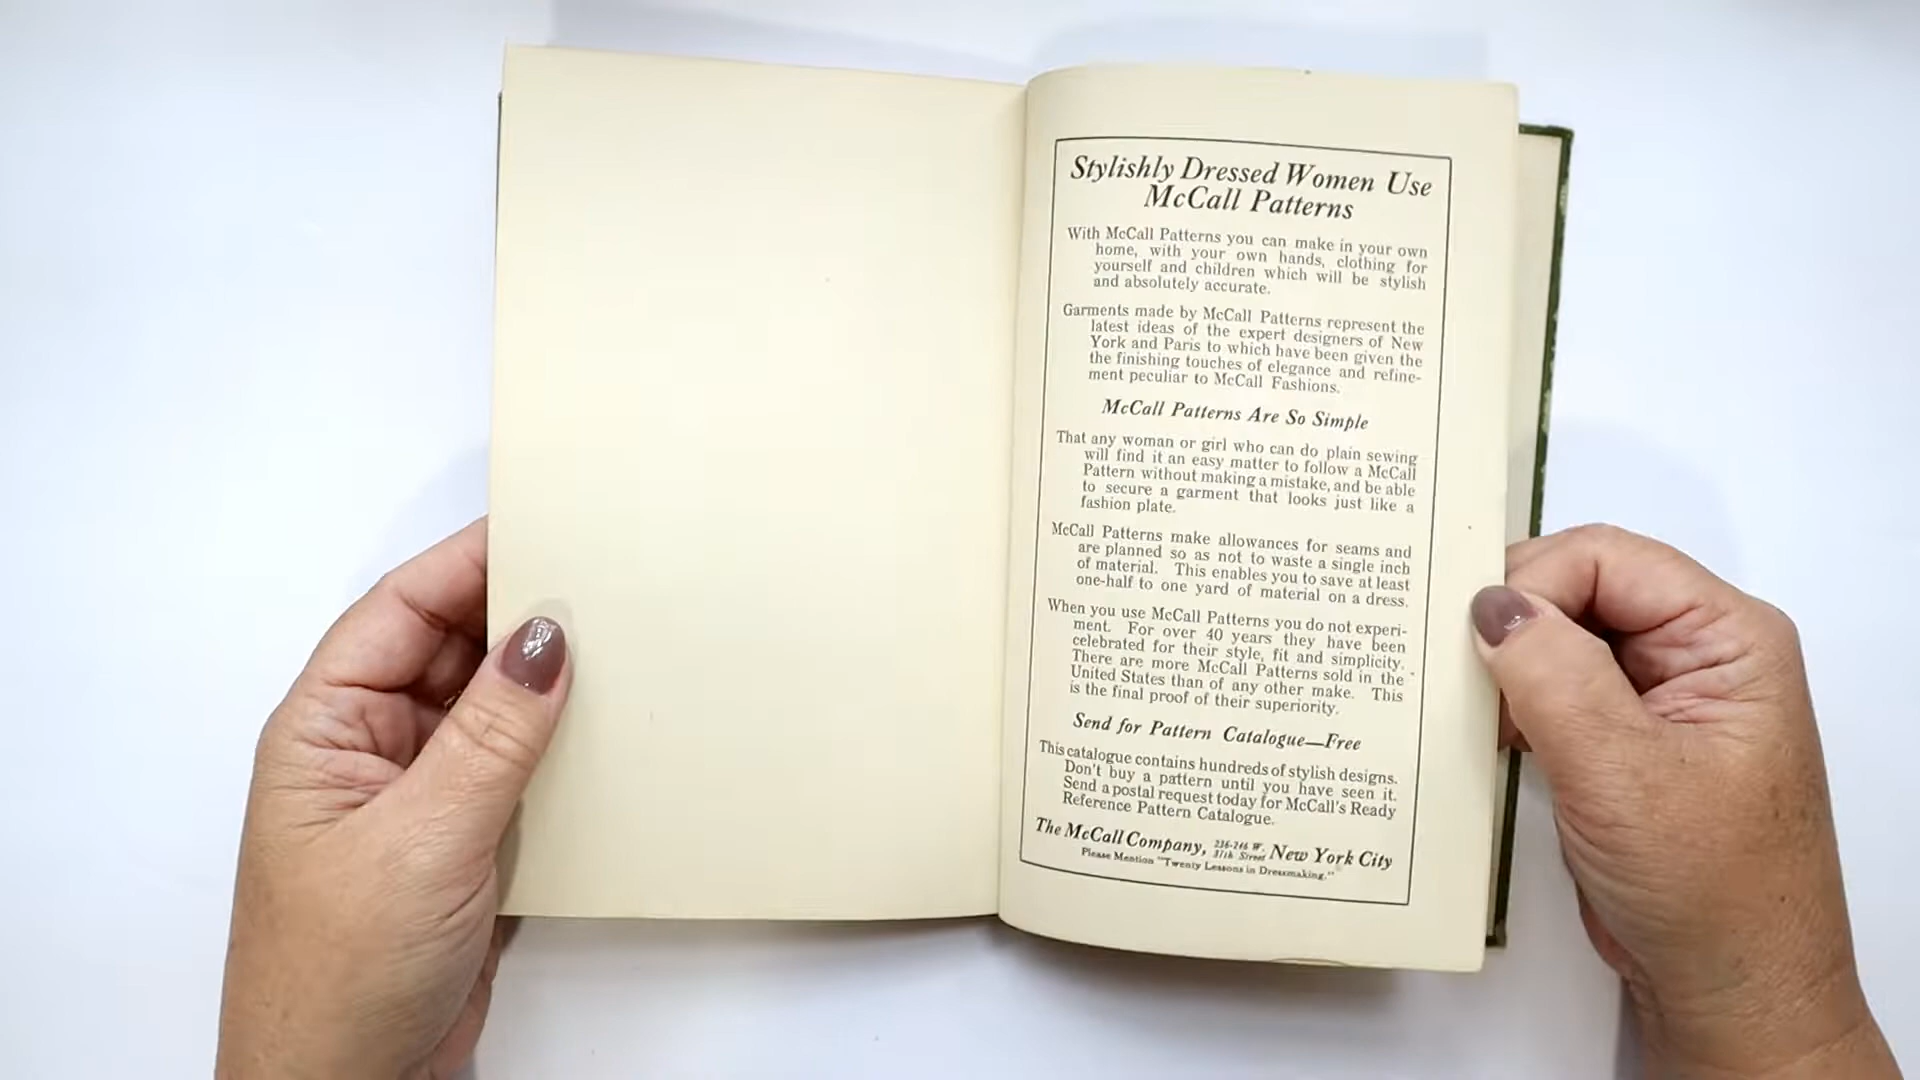 Stylishly Dressed Women Use
McCall Patterns
With McCall Patterns you can make in your own
home, with your own hands, clothing for
yourself and children which will be stylish
and absolutely accurate.
Garments made by McCall Patterns represent the
latest ideas of the expert designers of New
York and Paris to which have been given the
the finishing touches of elegance and refine-
ment peculiar to McCall Fashions.
McCall Patterns Are So Simple
That any woman or girl who can do plain sewing
will find it an easy matter to follow a McCall
Pattern without making a mistake, and be able
to secure a garment that looks just like a
fashion plate.
McCall Patterns make allowances for seams and
are planned so as not to waste a single inch
of material. This enables you to save at least
one-half to one yard of material on a dress.
When you use McCall Patterns you do not experi-
ment. For over 40 years they have been
celebrated for their style, fit and simplicity.
There are more McCall Patterns sold in the
United States than of any other make. This
is the final proof of their superiority.
Send for Pattern Catalogue—Free
This catalogue contains hundreds of stylish designs.
Don't buy a pattern until you have seen it.
Send a postal request today for McCall's Ready
Reference Pattern Catalogue.
The McCall Company, 236-246 W. 37th Street New York City
Please Mention "Twenty Lessons in Dressmaking."